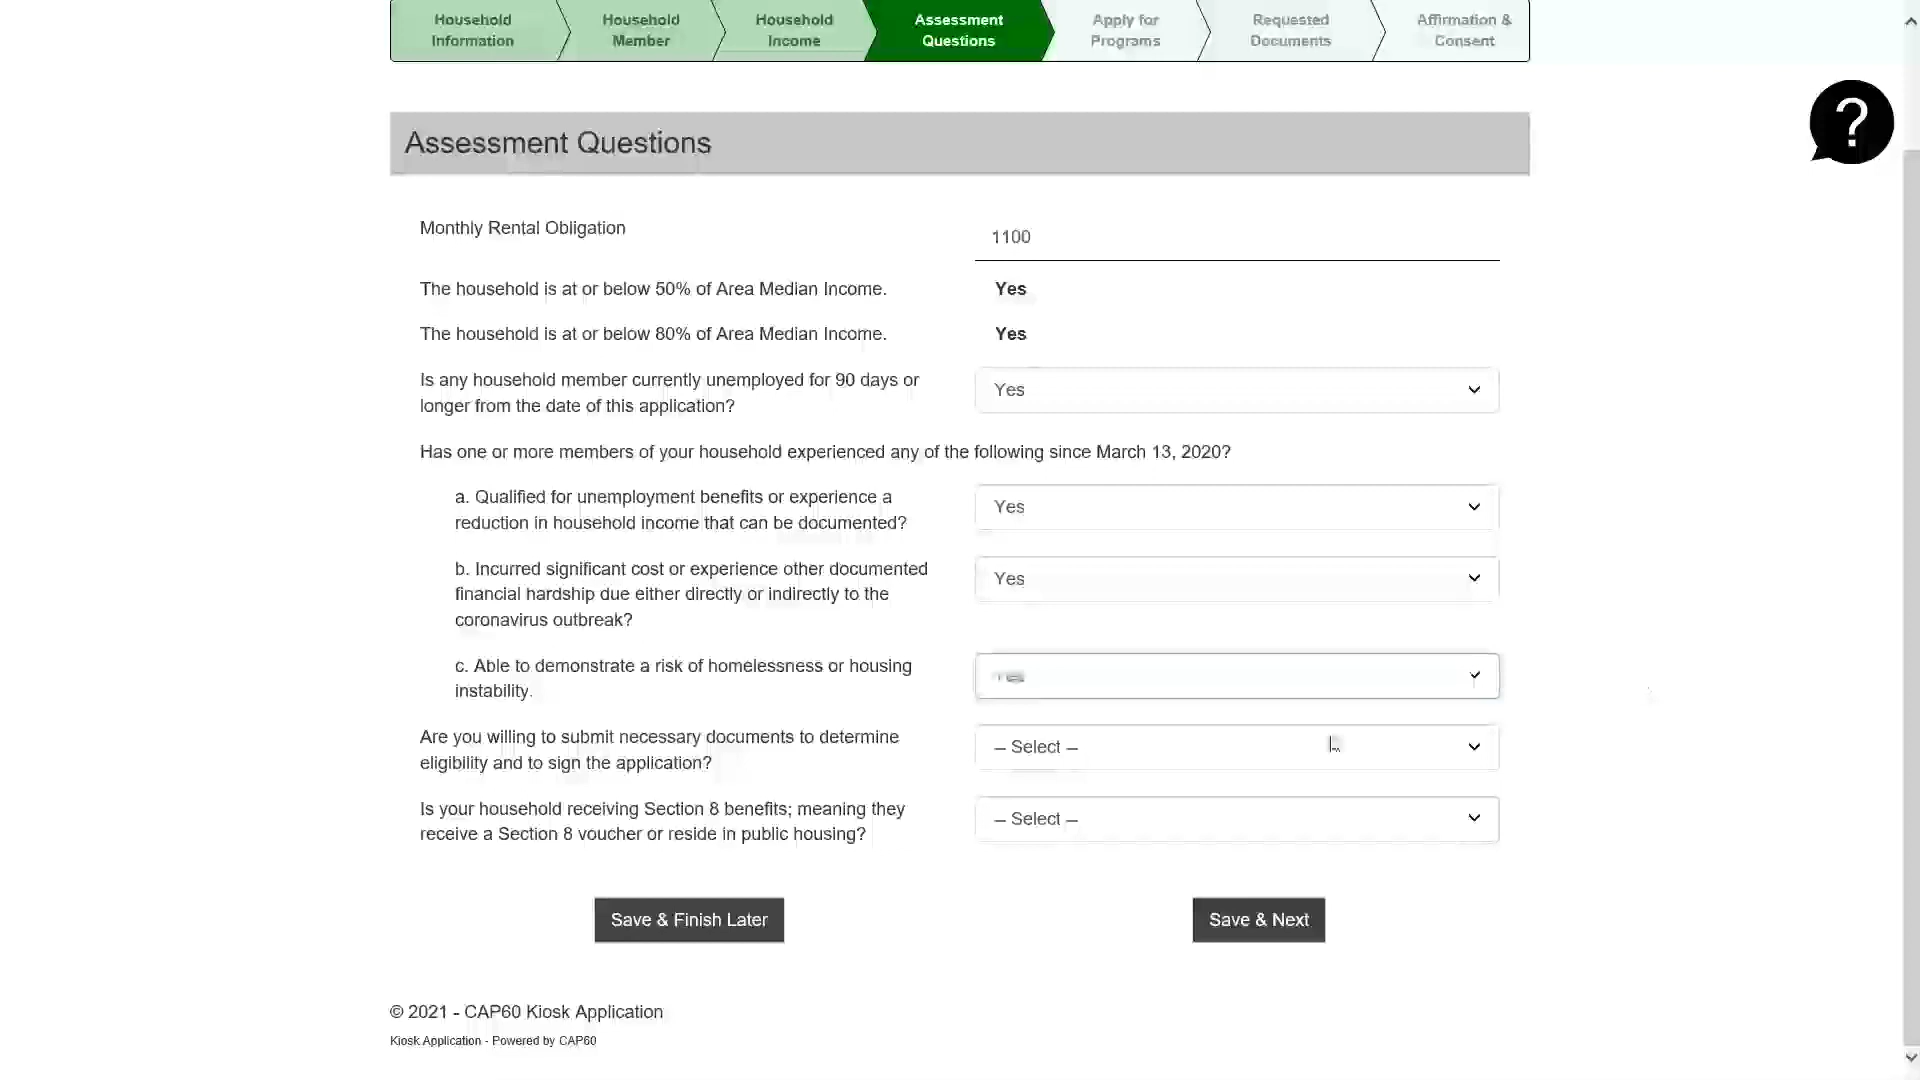 Household Information
Household Member
Household Income
Assessment Questions
Apply for Programs
Requested Documents
Affirmation & Consent
?
Assessment Questions
Monthly Rental Obligation
1100
The household is at or below 50% of Area Median Income.
Yes
The household is at or below 80% of Area Median Income.
Yes
Is any household member currently unemployed for 90 days or
longer from the date of this application?
Yes
Has one or more members of your household experienced any of the following since March 13, 2020?
a. Qualified for unemployment benefits or experience a
reduction in household income that can be documented?
Yes
b. Incurred significant cost or experience other documented
financial hardship due either directly or indirectly to the
coronavirus outbreak?
Yes
c. Able to demonstrate a risk of homelessness or housing
instability.
Are you willing to submit necessary documents to determine
eligibility and to sign the application?
-- Select --
Is your household receiving Section 8 benefits; meaning they
receive a Section 8 voucher or reside in public housing?
-- Select --
Save & Finish Later
Save & Next
© 2021 - CAP60 Kiosk Application
Kiosk Application - Powered by CAP60